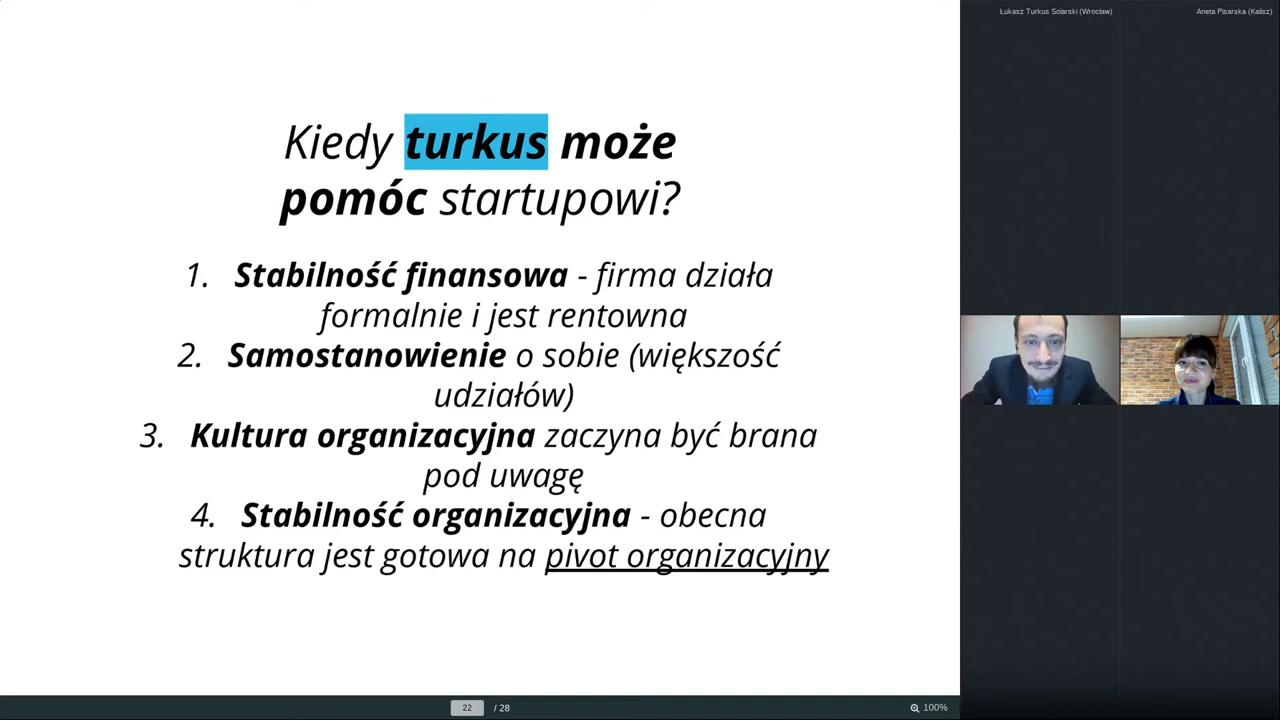 Łukasz Turkus Solarski (Wrocław)
Aneta Pisarska (Kalisz)
Kiedy turkus może
pomóc startupowi?
1. Stabilność finansowa - firma działa
formalnie i jest rentowna
2. Samostanowienie o sobie (większość
udziałów)
3. Kultura organizacyjna zaczyna być brana
pod uwagę
4. Stabilność organizacyjna - obecna
struktura jest gotowa na pivot organizacyjny
22 / 28
100%